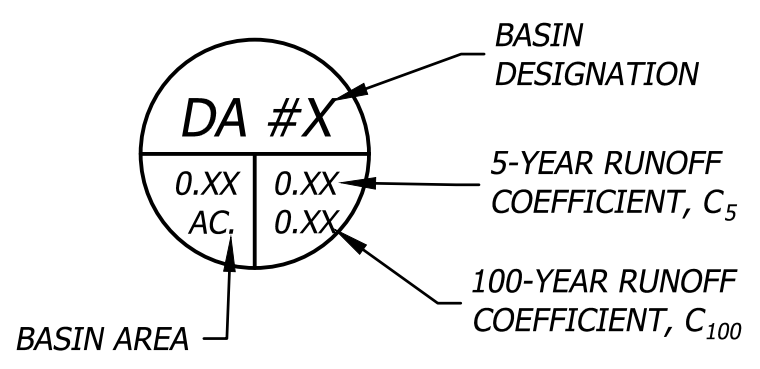 BASIN
DESIGNATION
DA #X
5-YEAR RUNOFF
COEFFICIENT, C₅
0.XX
AC.
0.XX
0.XX
100-YEAR RUNOFF
COEFFICIENT, C₁₀₀
BASIN AREA